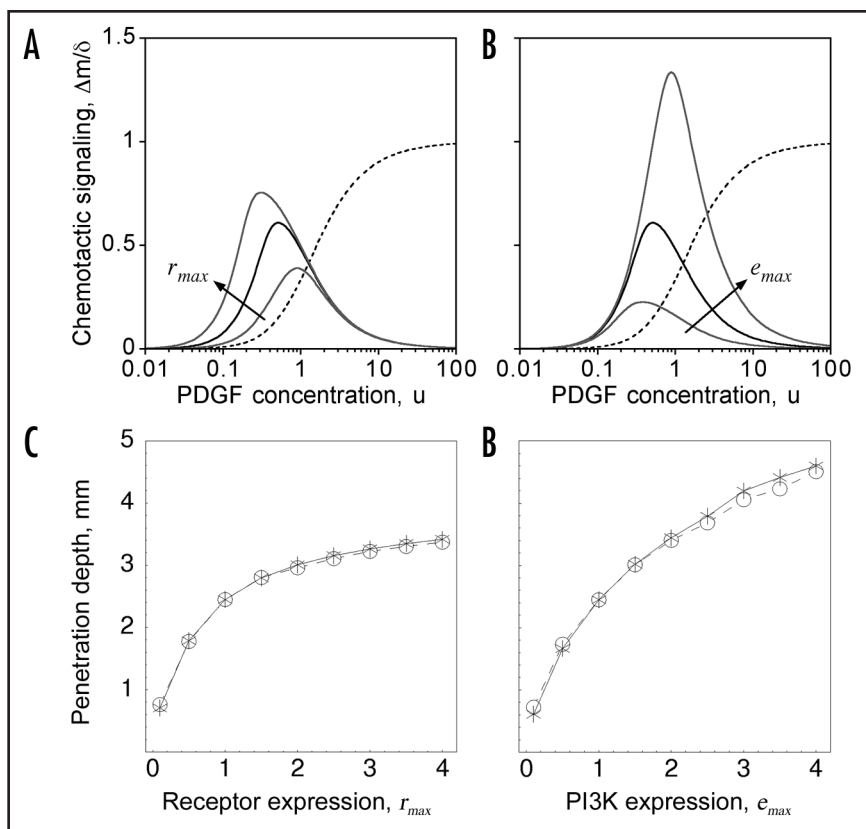 A
B
Chemotactic signaling, Δm/δ
1.5
1
0.5
0
r_max
e_max
0.01 0.1 1 10 100
0.01 0.1 1 10 100
PDGF concentration, u
PDGF concentration, u
C
B
Penetration depth, mm
5
4
3
2
1
0 1 2 3 4
0 1 2 3 4
Receptor expression, r_max
PI3K expression, e_max